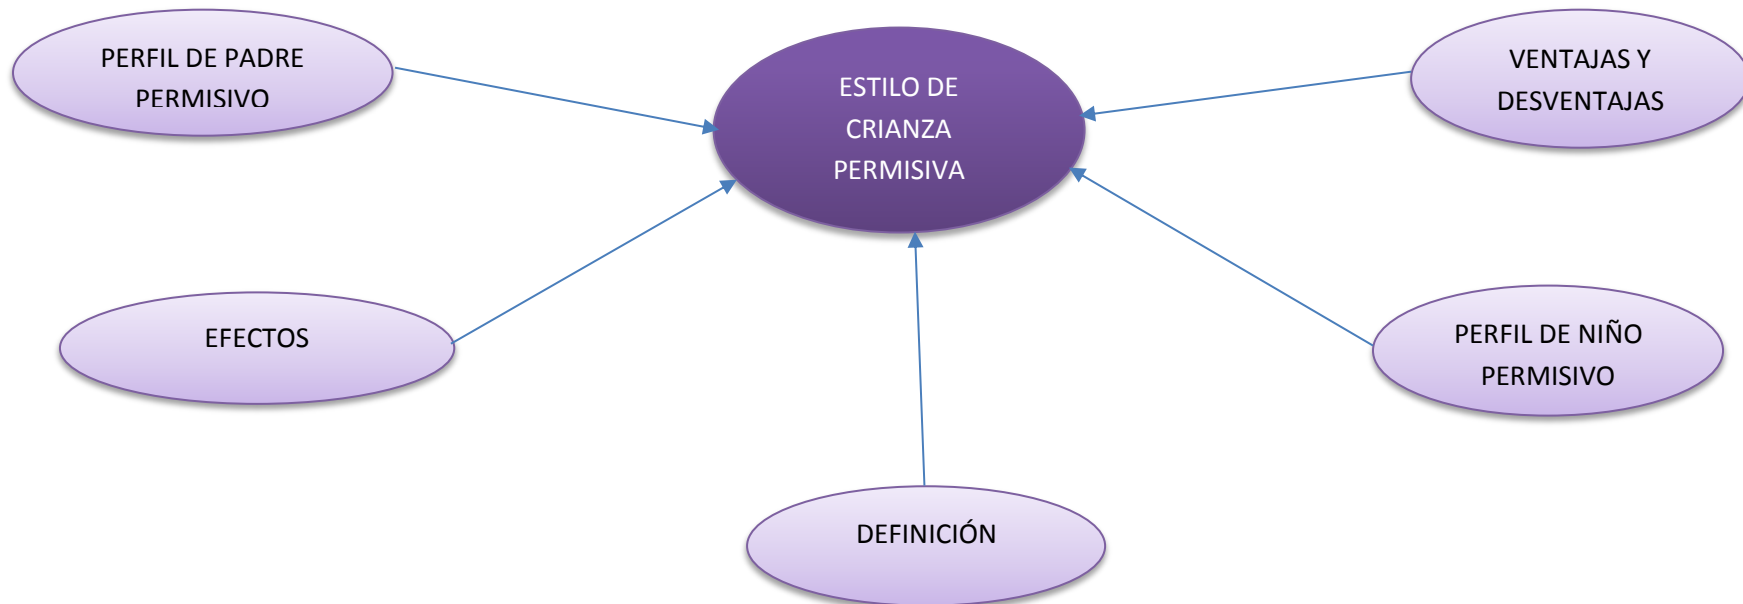 PERFIL DE PADRE
PERMISIVO
ESTILO DE
CRIANZA
PERMISIVA
VENTAJAS Y
DESVENTAJAS
EFECTOS
PERFIL DE NIÑO
PERMISIVO
DEFINICIÓN